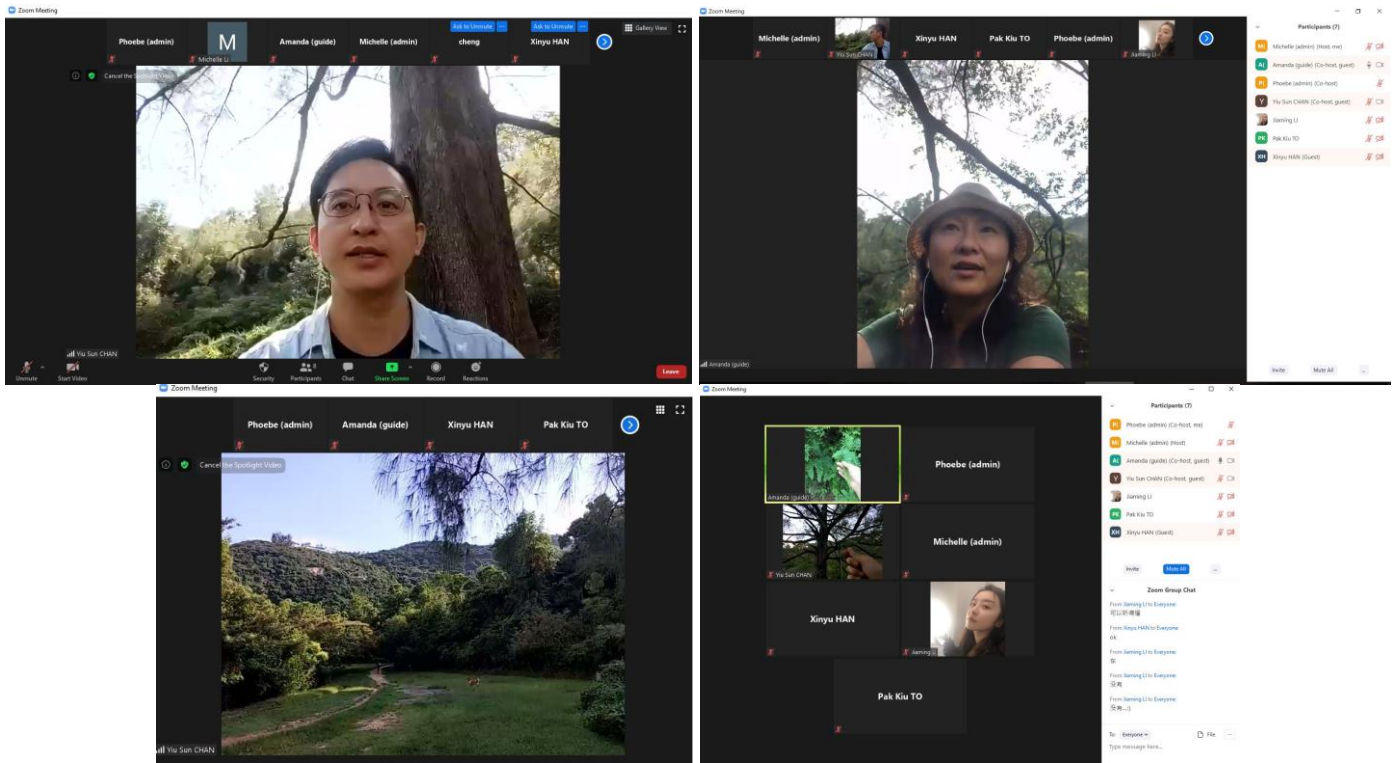 Zoom Meeting
Phoebe (admin)
M
Michelle Li
Amanda (guide)
Michelle (admin)
Ask to Unmute
cheng
Ask to Unmute
Xinyu HAN
Gallery View
Cancel the Spotlight Video
Yiu Sun CHAN
Unmute
Start Video
Security
Participants
8
Chat
Share Screen
Record
Reactions
Leave
Zoom Meeting
Michelle (admin)
Yiu Sun CHAN
Xinyu HAN
Pak Kiu TO
Phoebe (admin)
Jiaming LI
Amanda (guide)
Participants (7)
Michelle (admin) (Host, me)
Amanda (guide) (Co-host, guest)
Phoebe (admin) (Co-host)
Yiu Sun CHAN (Co-host, guest)
Jiaming LI
PK Pak Kiu TO
XH Xinyu HAN (Guest)
Invite
Mute All
Zoom Meeting
Phoebe (admin)
Amanda (guide)
Xinyu HAN
Pak Kiu TO
Cancel the Spotlight Video
Yiu Sun CHAN
Zoom Meeting
Amanda (guide)
Phoebe (admin)
Yiu Sun CHAN
Michelle (admin)
Xinyu HAN
Jiaming LI
Pak Kiu TO
Participants (7)
Phoebe (admin) (Co-host, me)
Michelle (admin) (Host)
Amanda (guide) (Co-host, guest)
Y Yiu Sun CHAN (Co-host, guest)
Jiaming LI
PK Pak Kiu TO
XH Xinyu HAN (Guest)
Invite
Mute All
Zoom Group Chat
From Jiaming LI to Everyone:
From Xinyu HAN to Everyone:
ok
From Jiaming LI to Everyone:
在
From Jiaming LI to Everyone:
没有
From Jiaming LI to Everyone:
没有...:)
To: Everyone
File
Type message here...